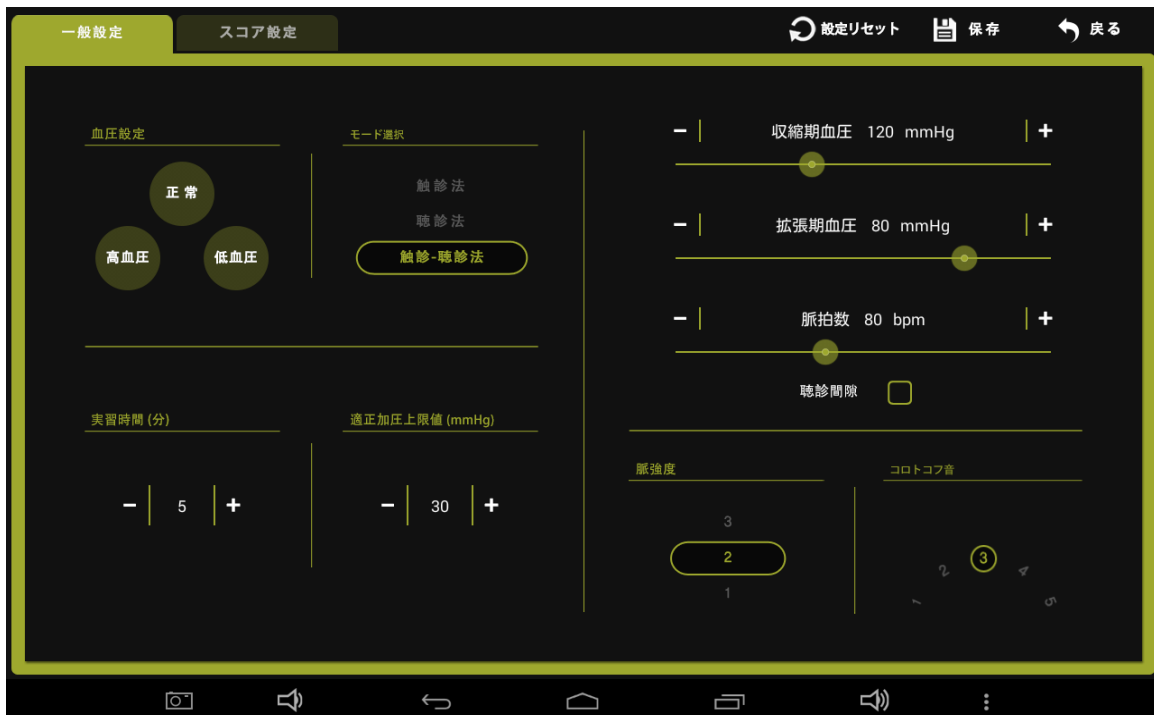 一般設定
スコア設定
設定リセット
保存
戻る
血圧設定
正常
高血圧
低血圧
モード選択
触診法
聴診法
触診-聴診法
実習時間 (分)
− 5 +
適正加圧上限値 (mmHg)
− 30 +
− 収縮期血圧 120 mmHg +
− 拡張期血圧 80 mmHg +
− 脈拍数 80 bpm +
聴診間隙
脈強度
3
2
1
コロトコフ音
1 2 3 4 5